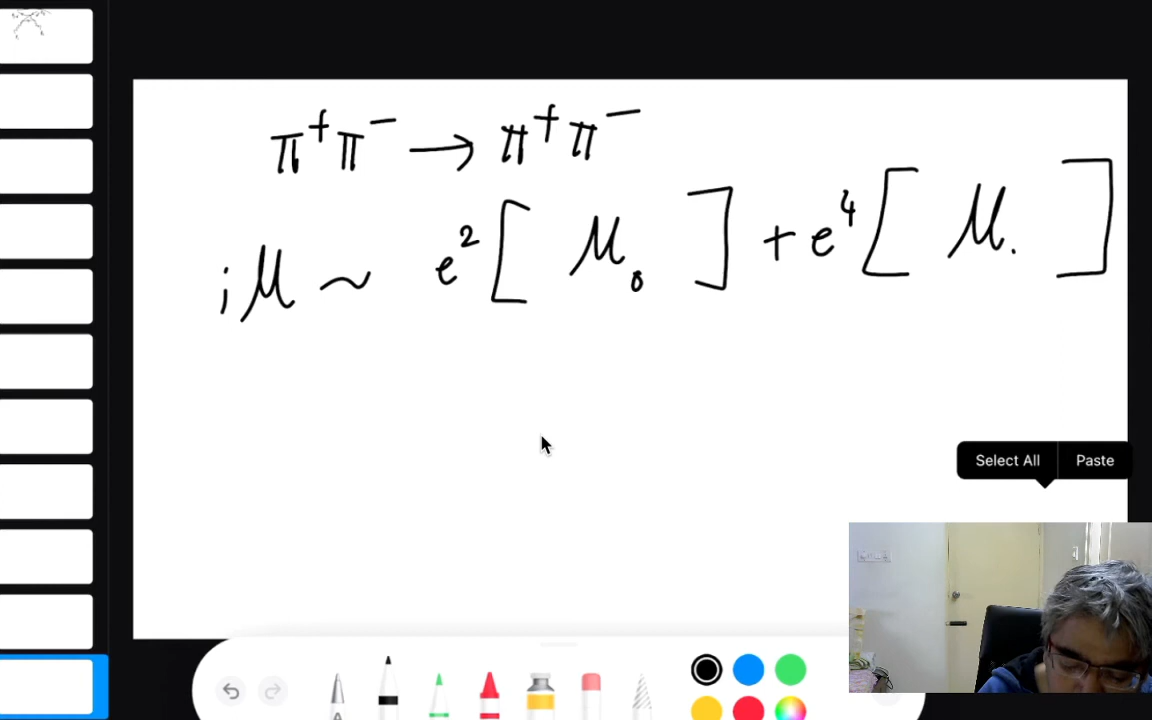 π⁺π⁻ → π⁺π⁻
iM ~ e²[ M₀ ] + e⁴[ M. ]
Select All Paste
A